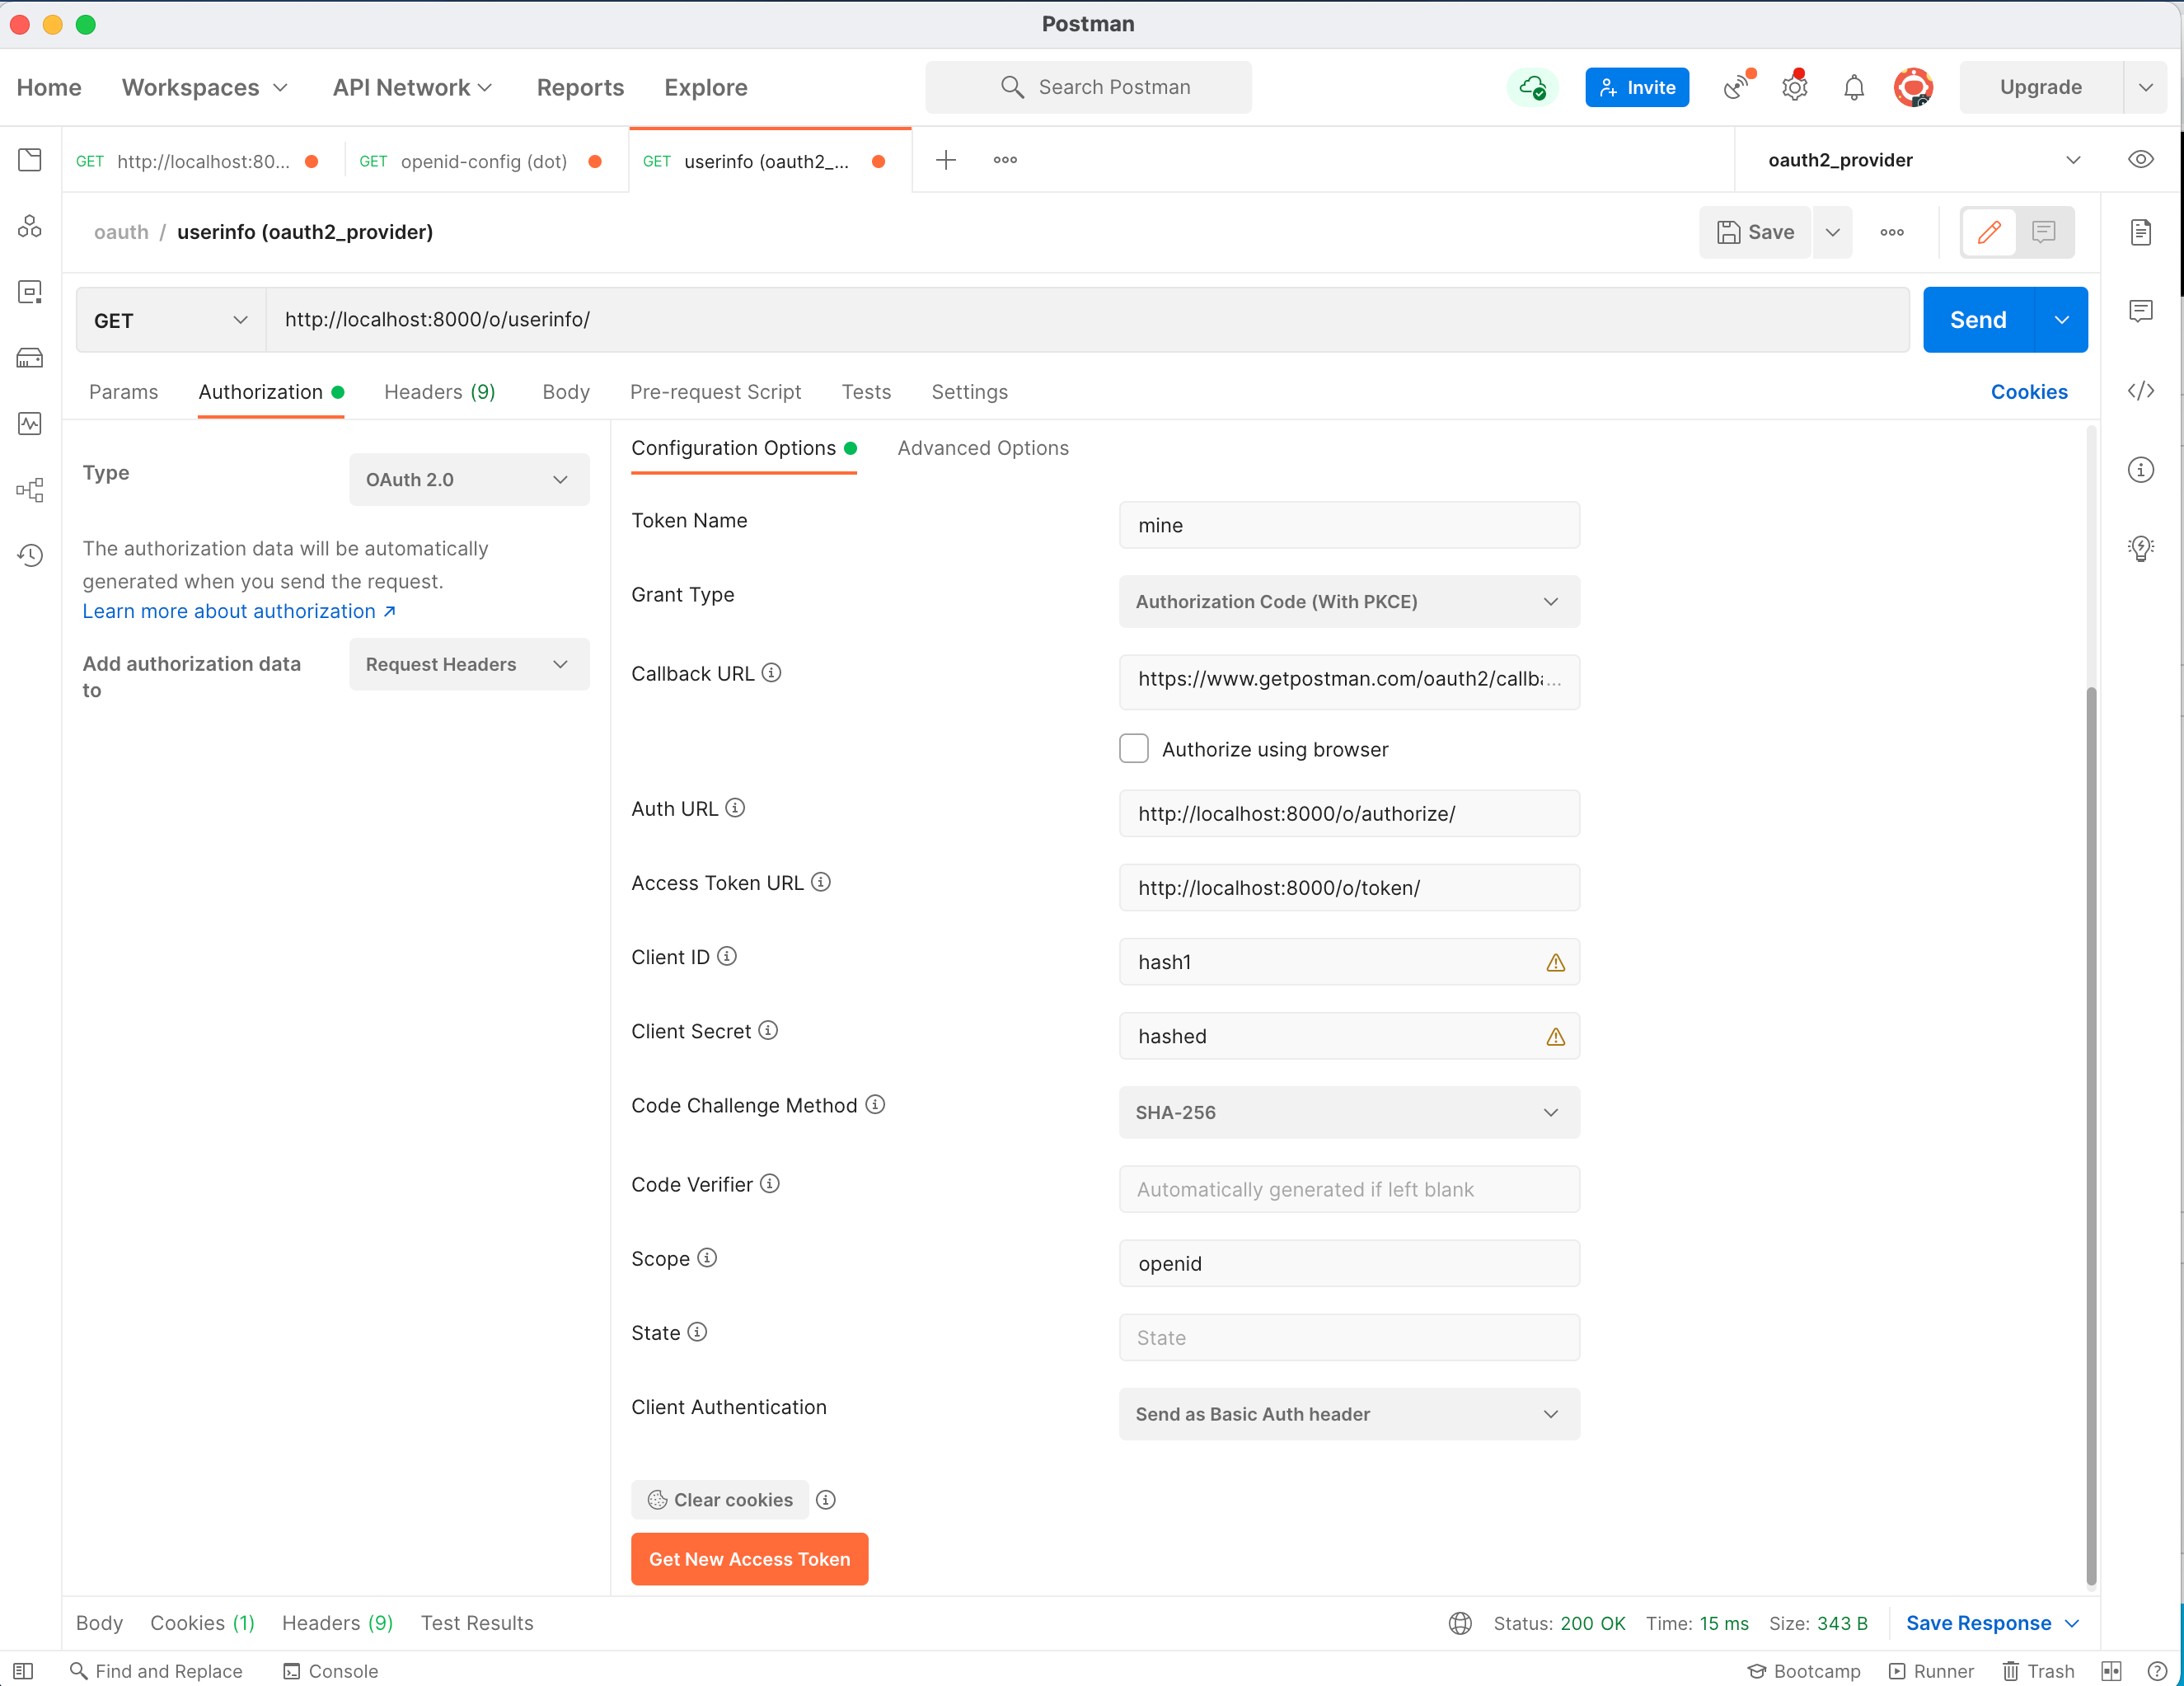 Postman
Home Workspaces API Network Reports Explore Search Postman Invite Upgrade
GET http://localhost:80... GET openid-config (dot) GET userinfo (oauth2_... oauth2_provider
oauth / userinfo (oauth2_provider) Save
GET http://localhost:8000/o/userinfo/ Send
Params Authorization Headers (9) Body Pre-request Script Tests Settings Cookies
Configuration Options Advanced Options
Type OAuth 2.0
The authorization data will be automatically
generated when you send the request.
Learn more about authorization ↗
Add authorization data
to
Request Headers
Token Name mine
Grant Type Authorization Code (With PKCE)
Callback URL https://www.getpostman.com/oauth2/callba...
Authorize using browser
Auth URL http://localhost:8000/o/authorize/
Access Token URL http://localhost:8000/o/token/
Client ID hash1
Client Secret hashed
Code Challenge Method SHA-256
Code Verifier Automatically generated if left blank
Scope openid
State State
Client Authentication Send as Basic Auth header
Clear cookies
Get New Access Token
Body Cookies (1) Headers (9) Test Results Status: 200 OK Time: 15 ms Size: 343 B Save Response
Find and Replace Console Bootcamp Runner Trash